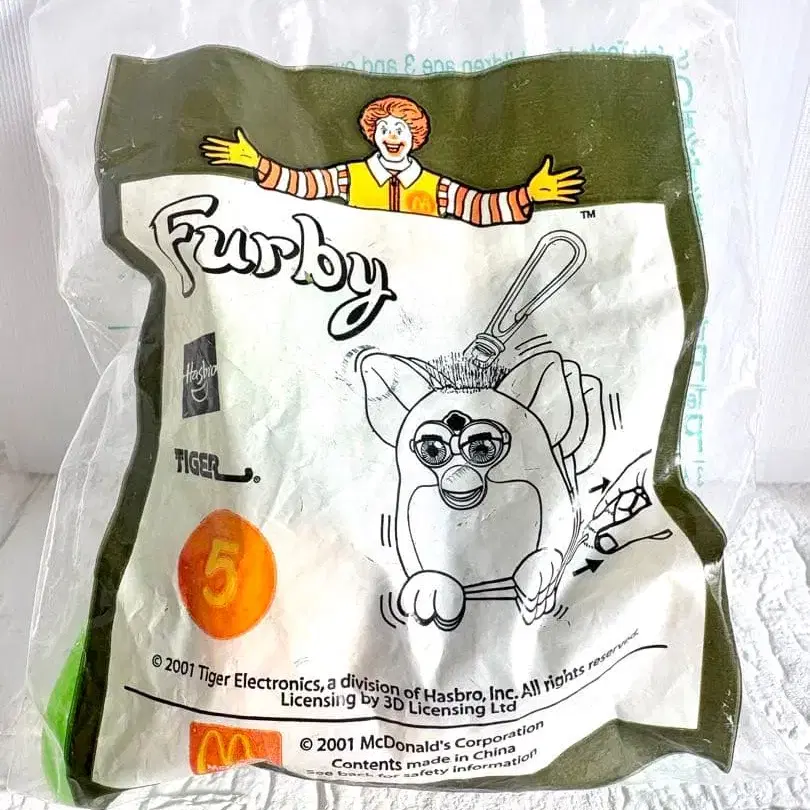 Furby
TM
Hasbro
TIGER®
5
© 2001 Tiger Electronics, a division of Hasbro, Inc. All rights reserved.
Licensing by 3D Licensing Ltd
© 2001 McDonald's Corporation
Contents made in China
See back for safety information